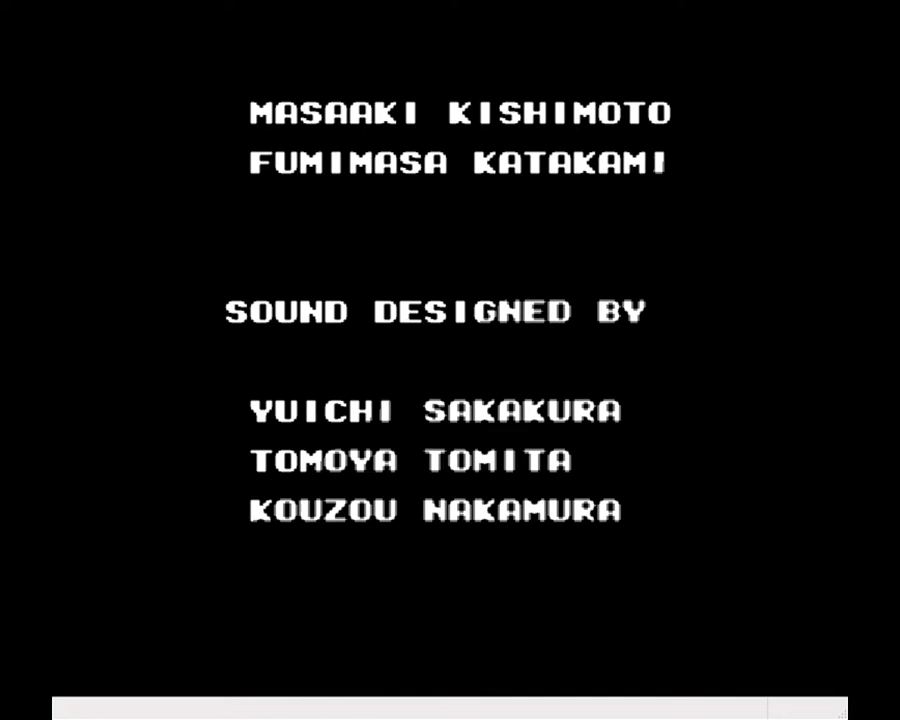 MASAAKI KISHIMOTO
FUMIMASA KATAKAMI
SOUND DESIGNED BY
YUICHI SAKAKURA
TOMOYA TOMITA
KOUZOU NAKAMURA